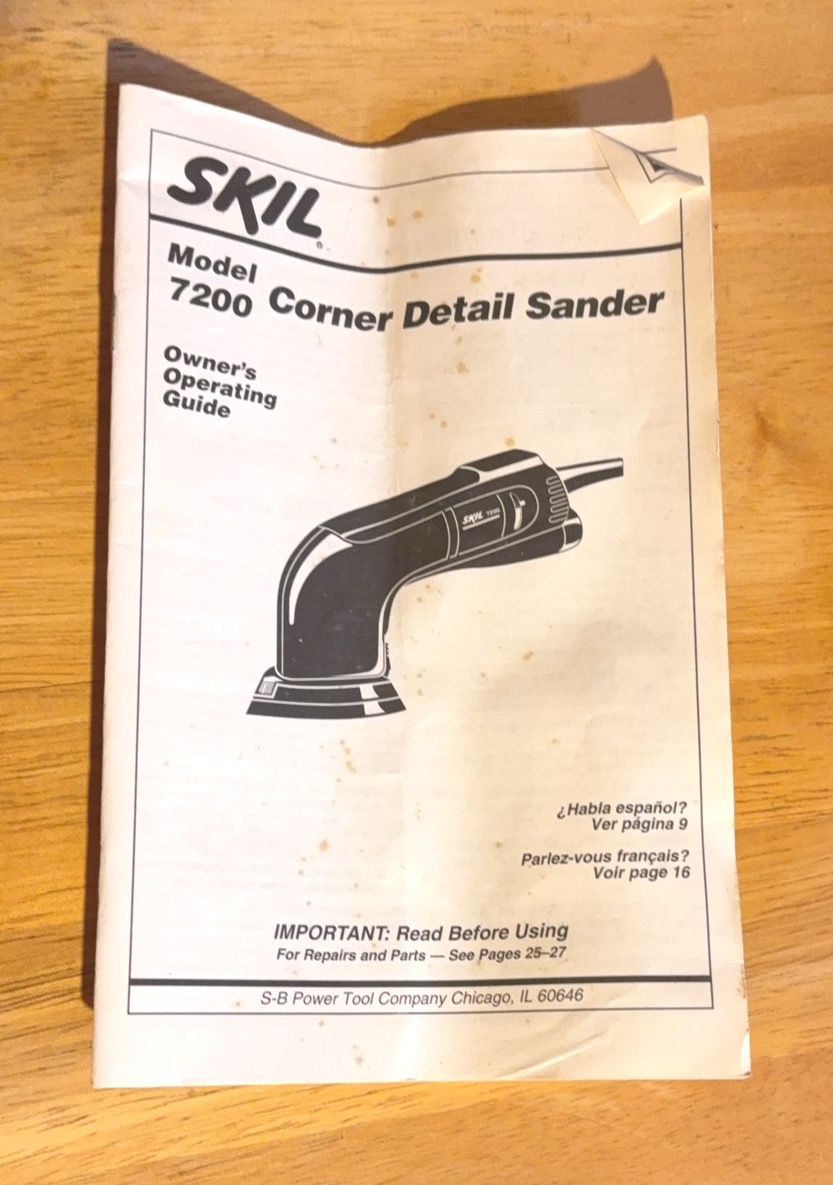 SKIL®
Model
7200 Corner Detail Sander
Owner's
Operating
Guide
SKIL 7200
¿Habla español?
Ver página 9
Parlez-vous français?
Voir page 16
IMPORTANT: Read Before Using
For Repairs and Parts — See Pages 25–27
S-B Power Tool Company Chicago, IL 60646